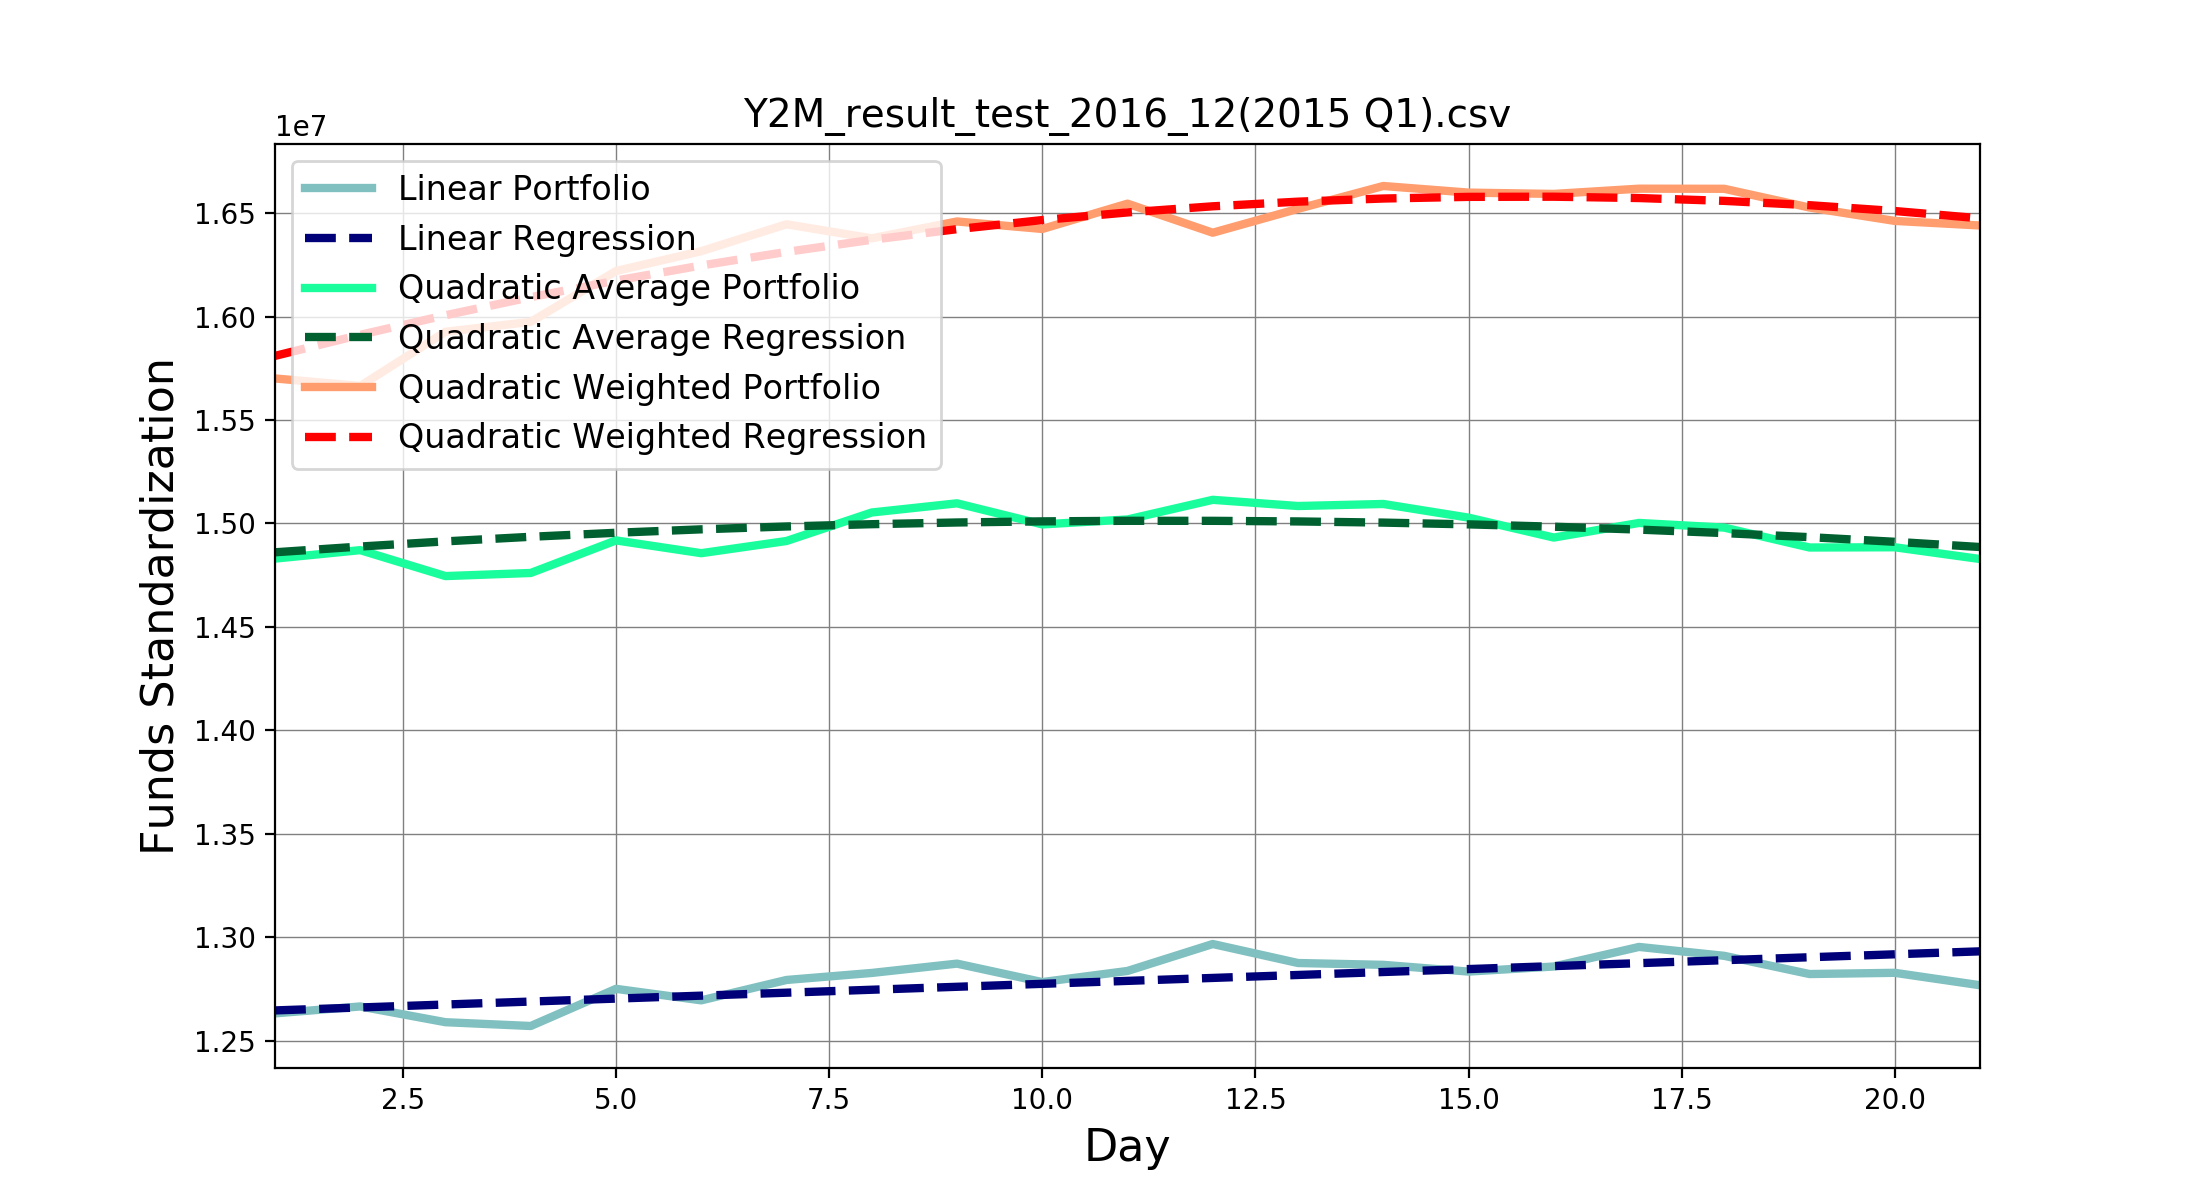 Y2M_result_test_2016_12(2015 Q1).csv
1e7
Linear Portfolio
Linear Regression
Quadratic Average Portfolio
Quadratic Average Regression
Quadratic Weighted Portfolio
Quadratic Weighted Regression
1.65
1.60
1.55
1.50
1.45
1.40
1.35
1.30
1.25
Funds Standardization
2.5 5.0 7.5 10.0 12.5 15.0 17.5 20.0
Day